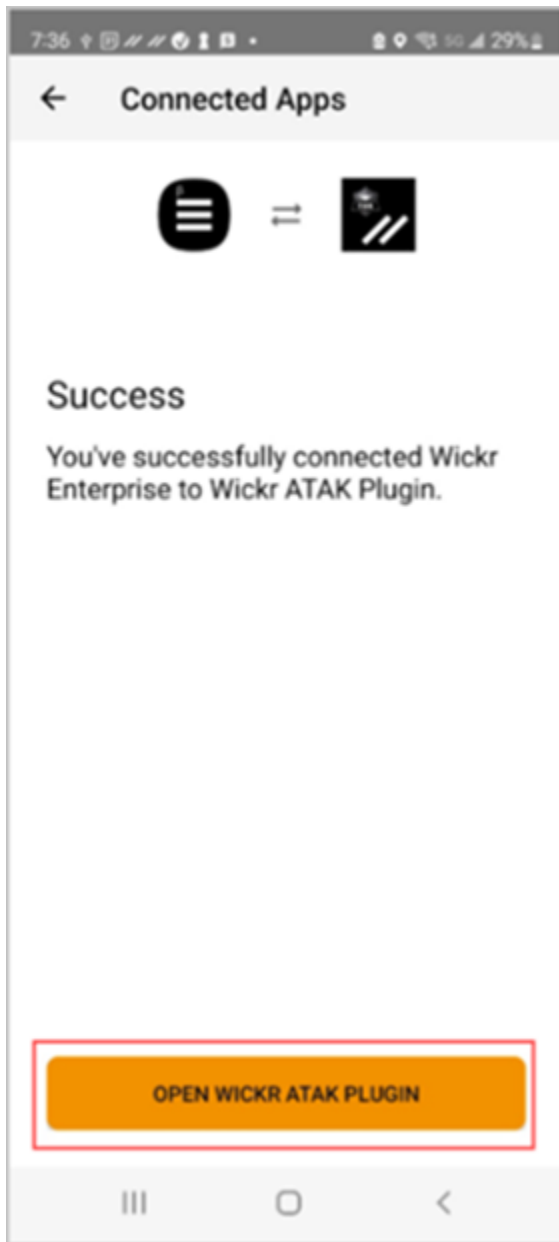 7:36 5G 29%
Connected Apps
Success
You've successfully connected Wickr
Enterprise to Wickr ATAK Plugin.
OPEN WICKR ATAK PLUGIN